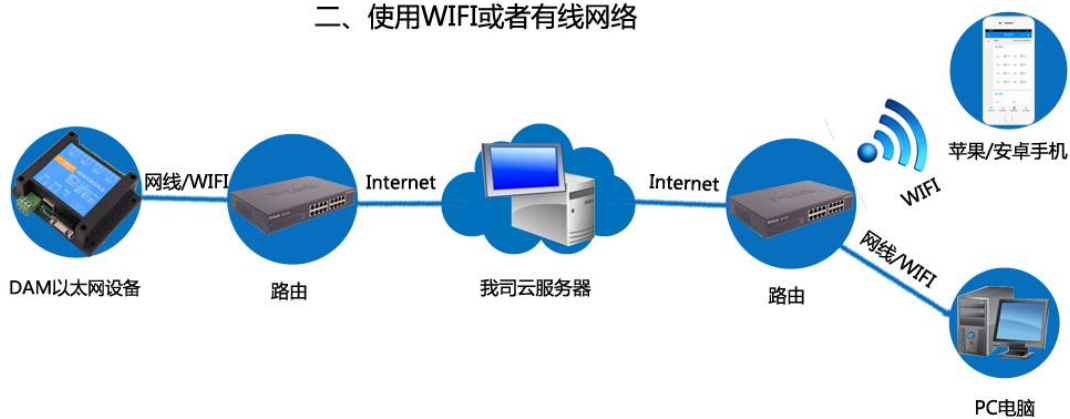 二、使用WIFI或者有线网络
苹果/安卓手机
网线/WIFI
Internet
Internet
WIFI
网线/WIFI
DAM以太网设备
路由
我司云服务器
路由
PC电脑